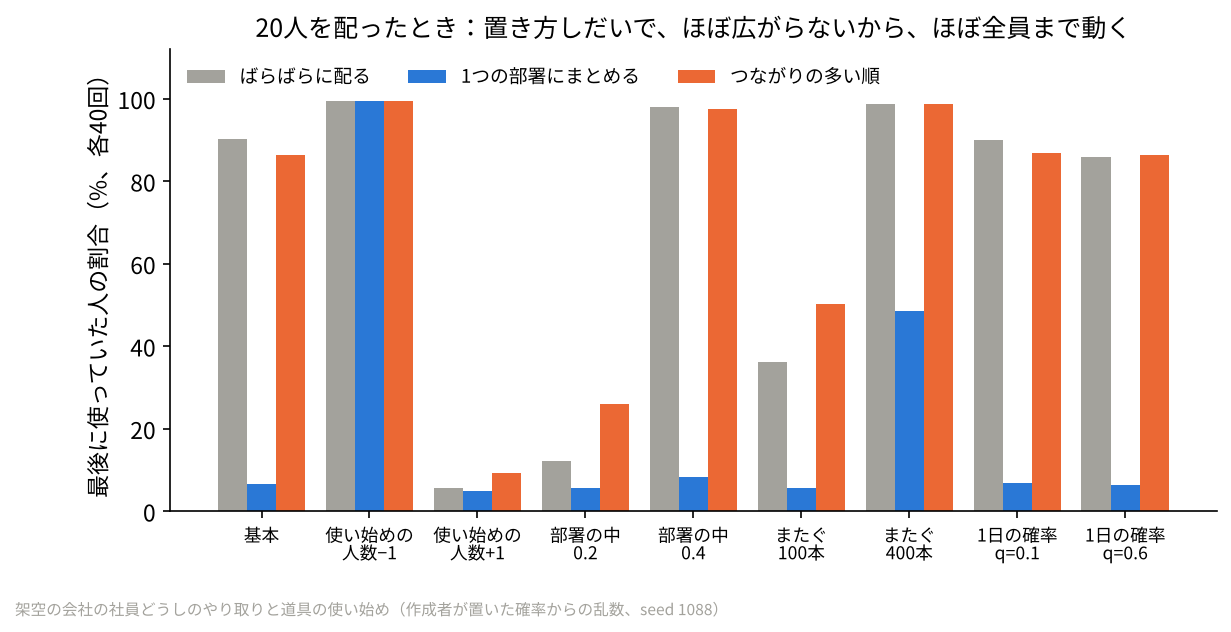 20人を配ったとき：置き方しだいで、ほぼ広がらないから、ほぼ全員まで動く
ばらばらに配る
1つの部署にまとめる
つながりの多い順
最後に使っていた人の割合（%、各40回）
100
80
60
40
20
0
基本
使い始めの
人数−1
使い始めの
人数+1
部署の中
0.2
部署の中
0.4
またぐ
100本
またぐ
400本
1日の確率
q=0.1
1日の確率
q=0.6
架空の会社の社員どうしのやり取りと道具の使い始め（作成者が置いた確率からの乱数、seed 1088）